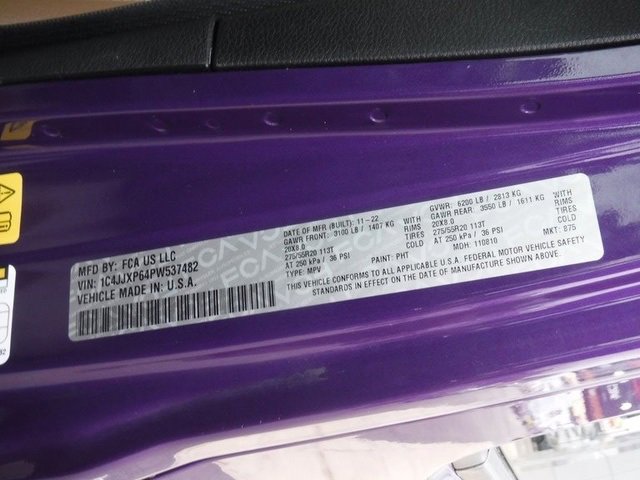 MFD BY: FCA US LLC
VIN: 1C4JJXP64PW537482
VEHICLE MADE IN U.S.A.
DATE OF MFR (BUILT): 11-22
GAWR FRONT: 3100 LB / 1407 KG WITH
20X8.0 RIMS
275/55R20 113T TIRES
AT 250 kPa / 36 PSI COLD
TYPE: MPV PAINT: PHT
GVWR: 6200 LB / 2813 KG
GAWR REAR: 3550 LB / 1611 KG WITH
20X8.0 RIMS
275/55R20 113T TIRES
AT 250 kPa / 36 PSI COLD
MDH: 110810 MKT: 875
THIS VEHICLE CONFORMS TO ALL APPLICABLE U.S.A. FEDERAL MOTOR VEHICLE SAFETY
STANDARDS IN EFFECT ON THE DATE OF MANUFACTURE SHOWN ABOVE.